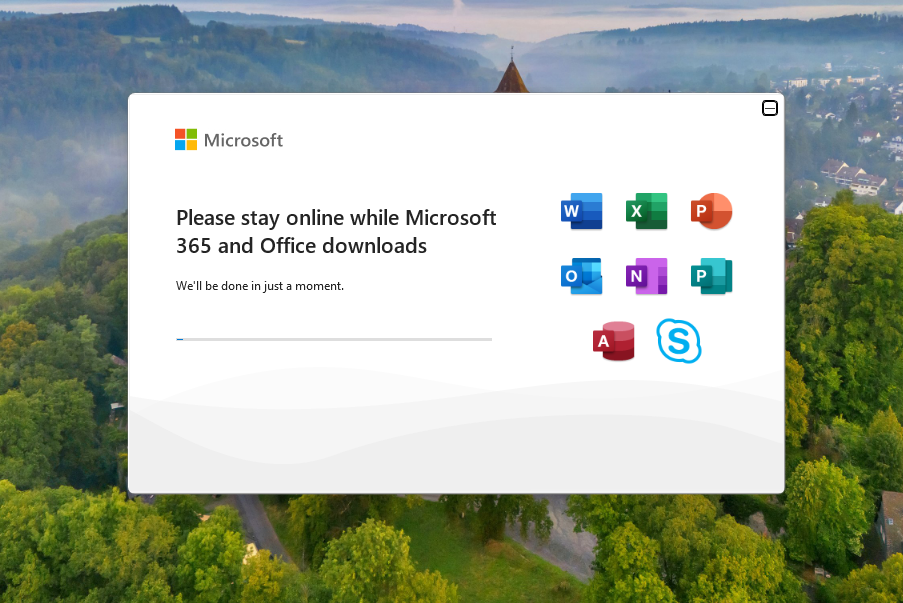 Microsoft
Please stay online while Microsoft
365 and Office downloads
We'll be done in just a moment.
W
X
P
O
N
P
A
S